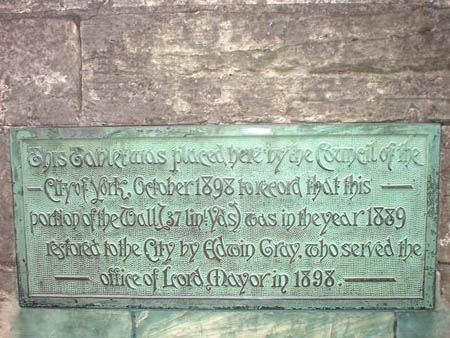 This Tablet was placed here by the Council of the
City of York, October 1898 to record that this
portion of the Wall (37 lin: Yds) was in the year 1889
restored to the City by Edwin Gray, who served the
office of Lord Mayor in 1898.